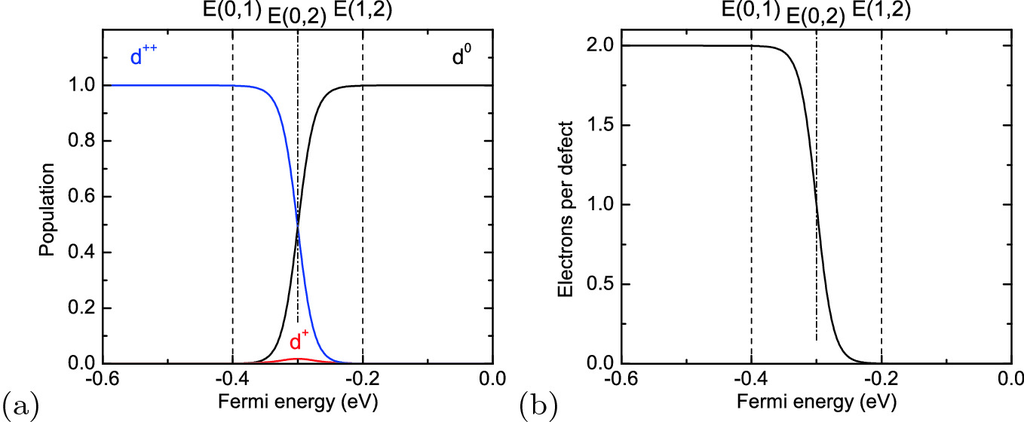 E(0,1) E(0,2) E(1,2)
d++
d0
1.0
0.8
0.6
0.4
0.2
0.0
Population
d+
-0.6 -0.4 -0.2 0.0
Fermi energy (eV)
(a)
E(0,1) E(0,2) E(1,2)
2.0
1.5
1.0
0.5
0.0
Electrons per defect
-0.6 -0.4 -0.2 0.0
Fermi energy (eV)
(b)